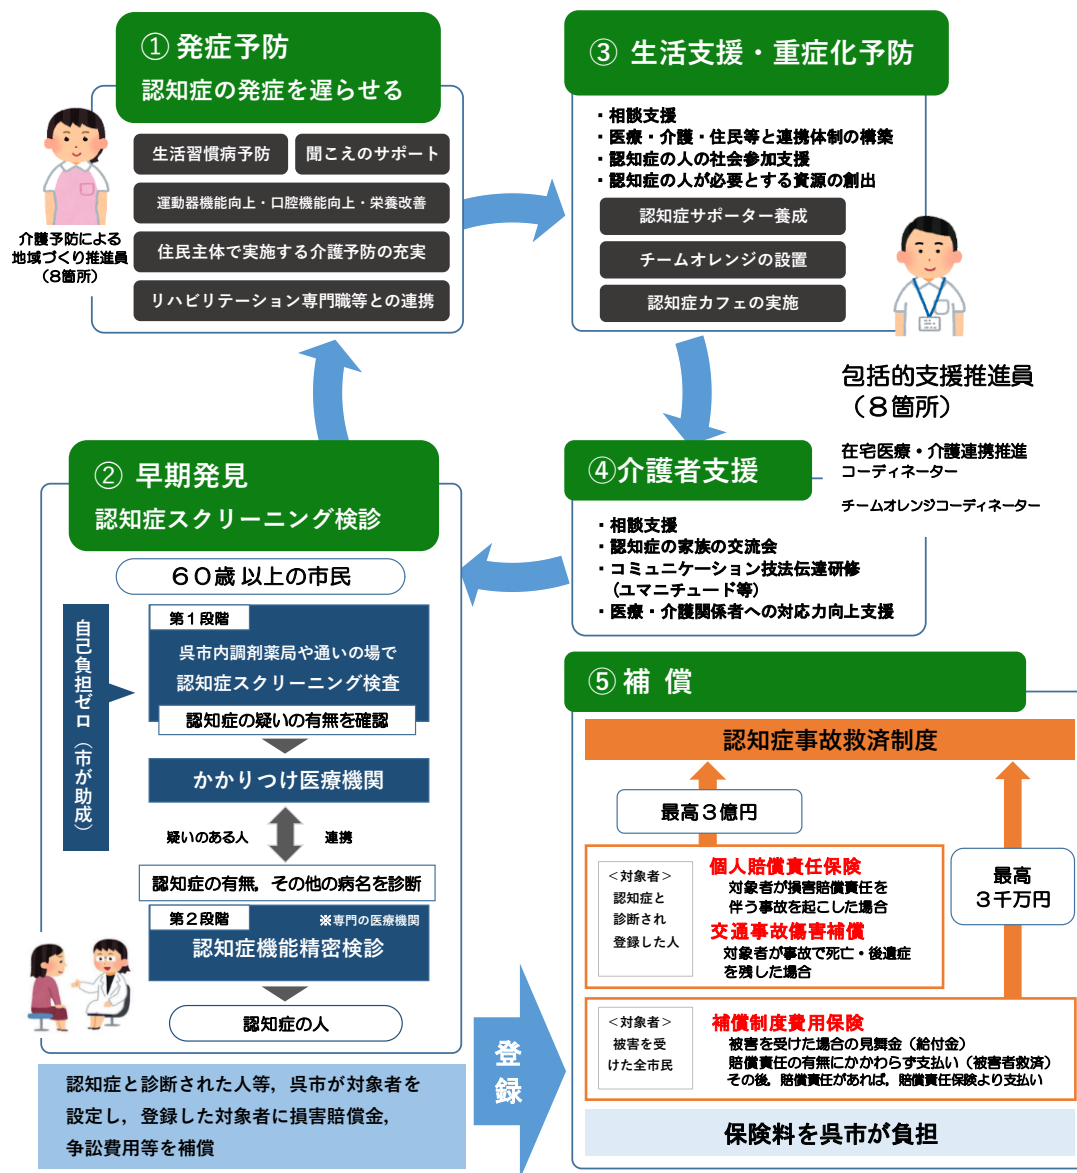 ① 発症予防
認知症の発症を遅らせる
生活習慣病予防
聞こえのサポート
運動器機能向上・口腔機能向上・栄養改善
住民主体で実施する介護予防の充実
リハビリテーション専門職等との連携
介護予防による
地域づくり推進員
（8箇所）
③ 生活支援・重症化予防
・相談支援
・医療・介護・住民等と連携体制の構築
・認知症の人の社会参加支援
・認知症の人が必要とする資源の創出
認知症サポーター養成
チームオレンジの設置
認知症カフェの実施
包括的支援推進員
（８箇所）
在宅医療・介護連携推進
コーディネーター
チームオレンジコーディネーター
② 早期発見
認知症スクリーニング検診
６０歳以上の市民
自己負担ゼロ（市が助成）
第１段階
呉市内調剤薬局や通いの場で
認知症スクリーニング検査
認知症の疑いの有無を確認
かかりつけ医療機関
疑いのある人
連携
認知症の有無，その他の病名を診断
第２段階
※専門の医療機関
認知症機能精密検診
認知症の人
認知症と診断された人等，呉市が対象者を
設定し，登録した対象者に損害賠償金，
争訟費用等を補償
登録
④介護者支援
・相談支援
・認知症の家族の交流会
・コミュニケーション技法伝達研修
（ユマニチュード等）
・医療・介護関係者への対応力向上支援
⑤ 補 償
認知症事故救済制度
最高３億円
最高
３千万円
＜対象者＞
認知症と
診断され
登録した人
個人賠償責任保険
対象者が損害賠償責任を
伴う事故を起こした場合
交通事故傷害補償
対象者が事故で死亡・後遺症
を残した場合
＜対象者＞
被害を受
けた全市民
補償制度費用保険
被害を受けた場合の見舞金（給付金）
賠償責任の有無にかかわらず支払い（被害者救済）
その後，賠償責任があれば，賠償責任保険より支払い
保険料を呉市が負担